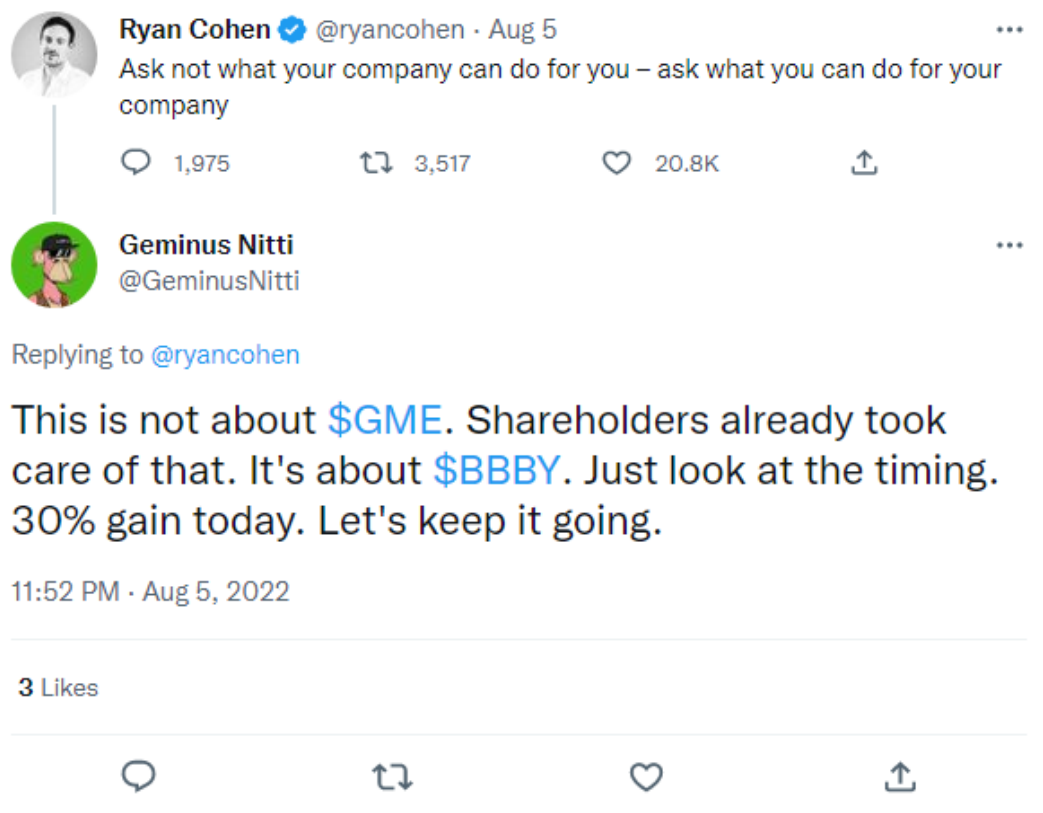 Ryan Cohen @ryancohen · Aug 5
Ask not what your company can do for you – ask what you can do for your
company
1,975 3,517 20.8K
Geminus Nitti
@GeminusNitti
Replying to @ryancohen
This is not about $GME. Shareholders already took
care of that. It's about $BBBY. Just look at the timing.
30% gain today. Let's keep it going.
11:52 PM · Aug 5, 2022
3 Likes